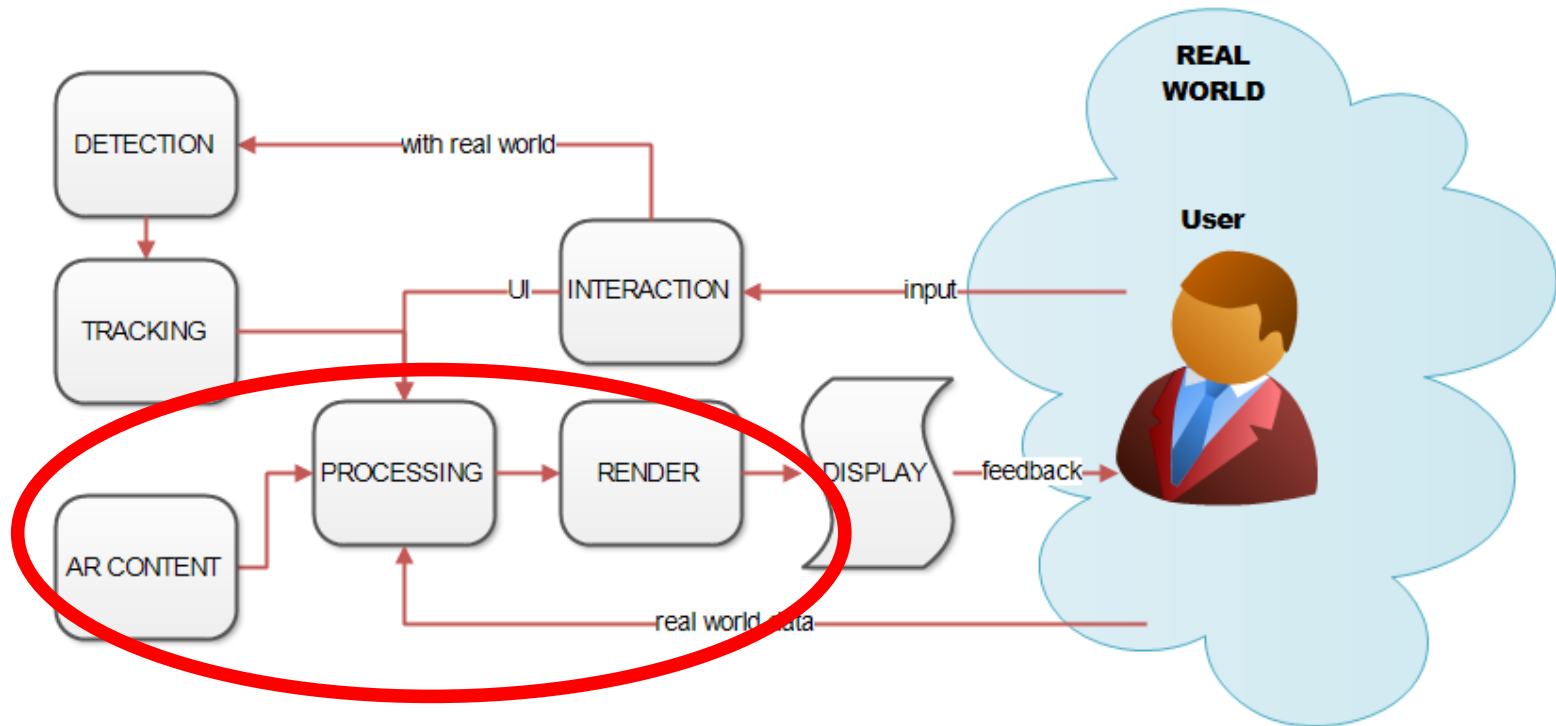 REAL
WORLD
DETECTION
with real world
User
TRACKING
UI
INTERACTION
input
PROCESSING
RENDER
DISPLAY
feedback
AR CONTENT
real world data